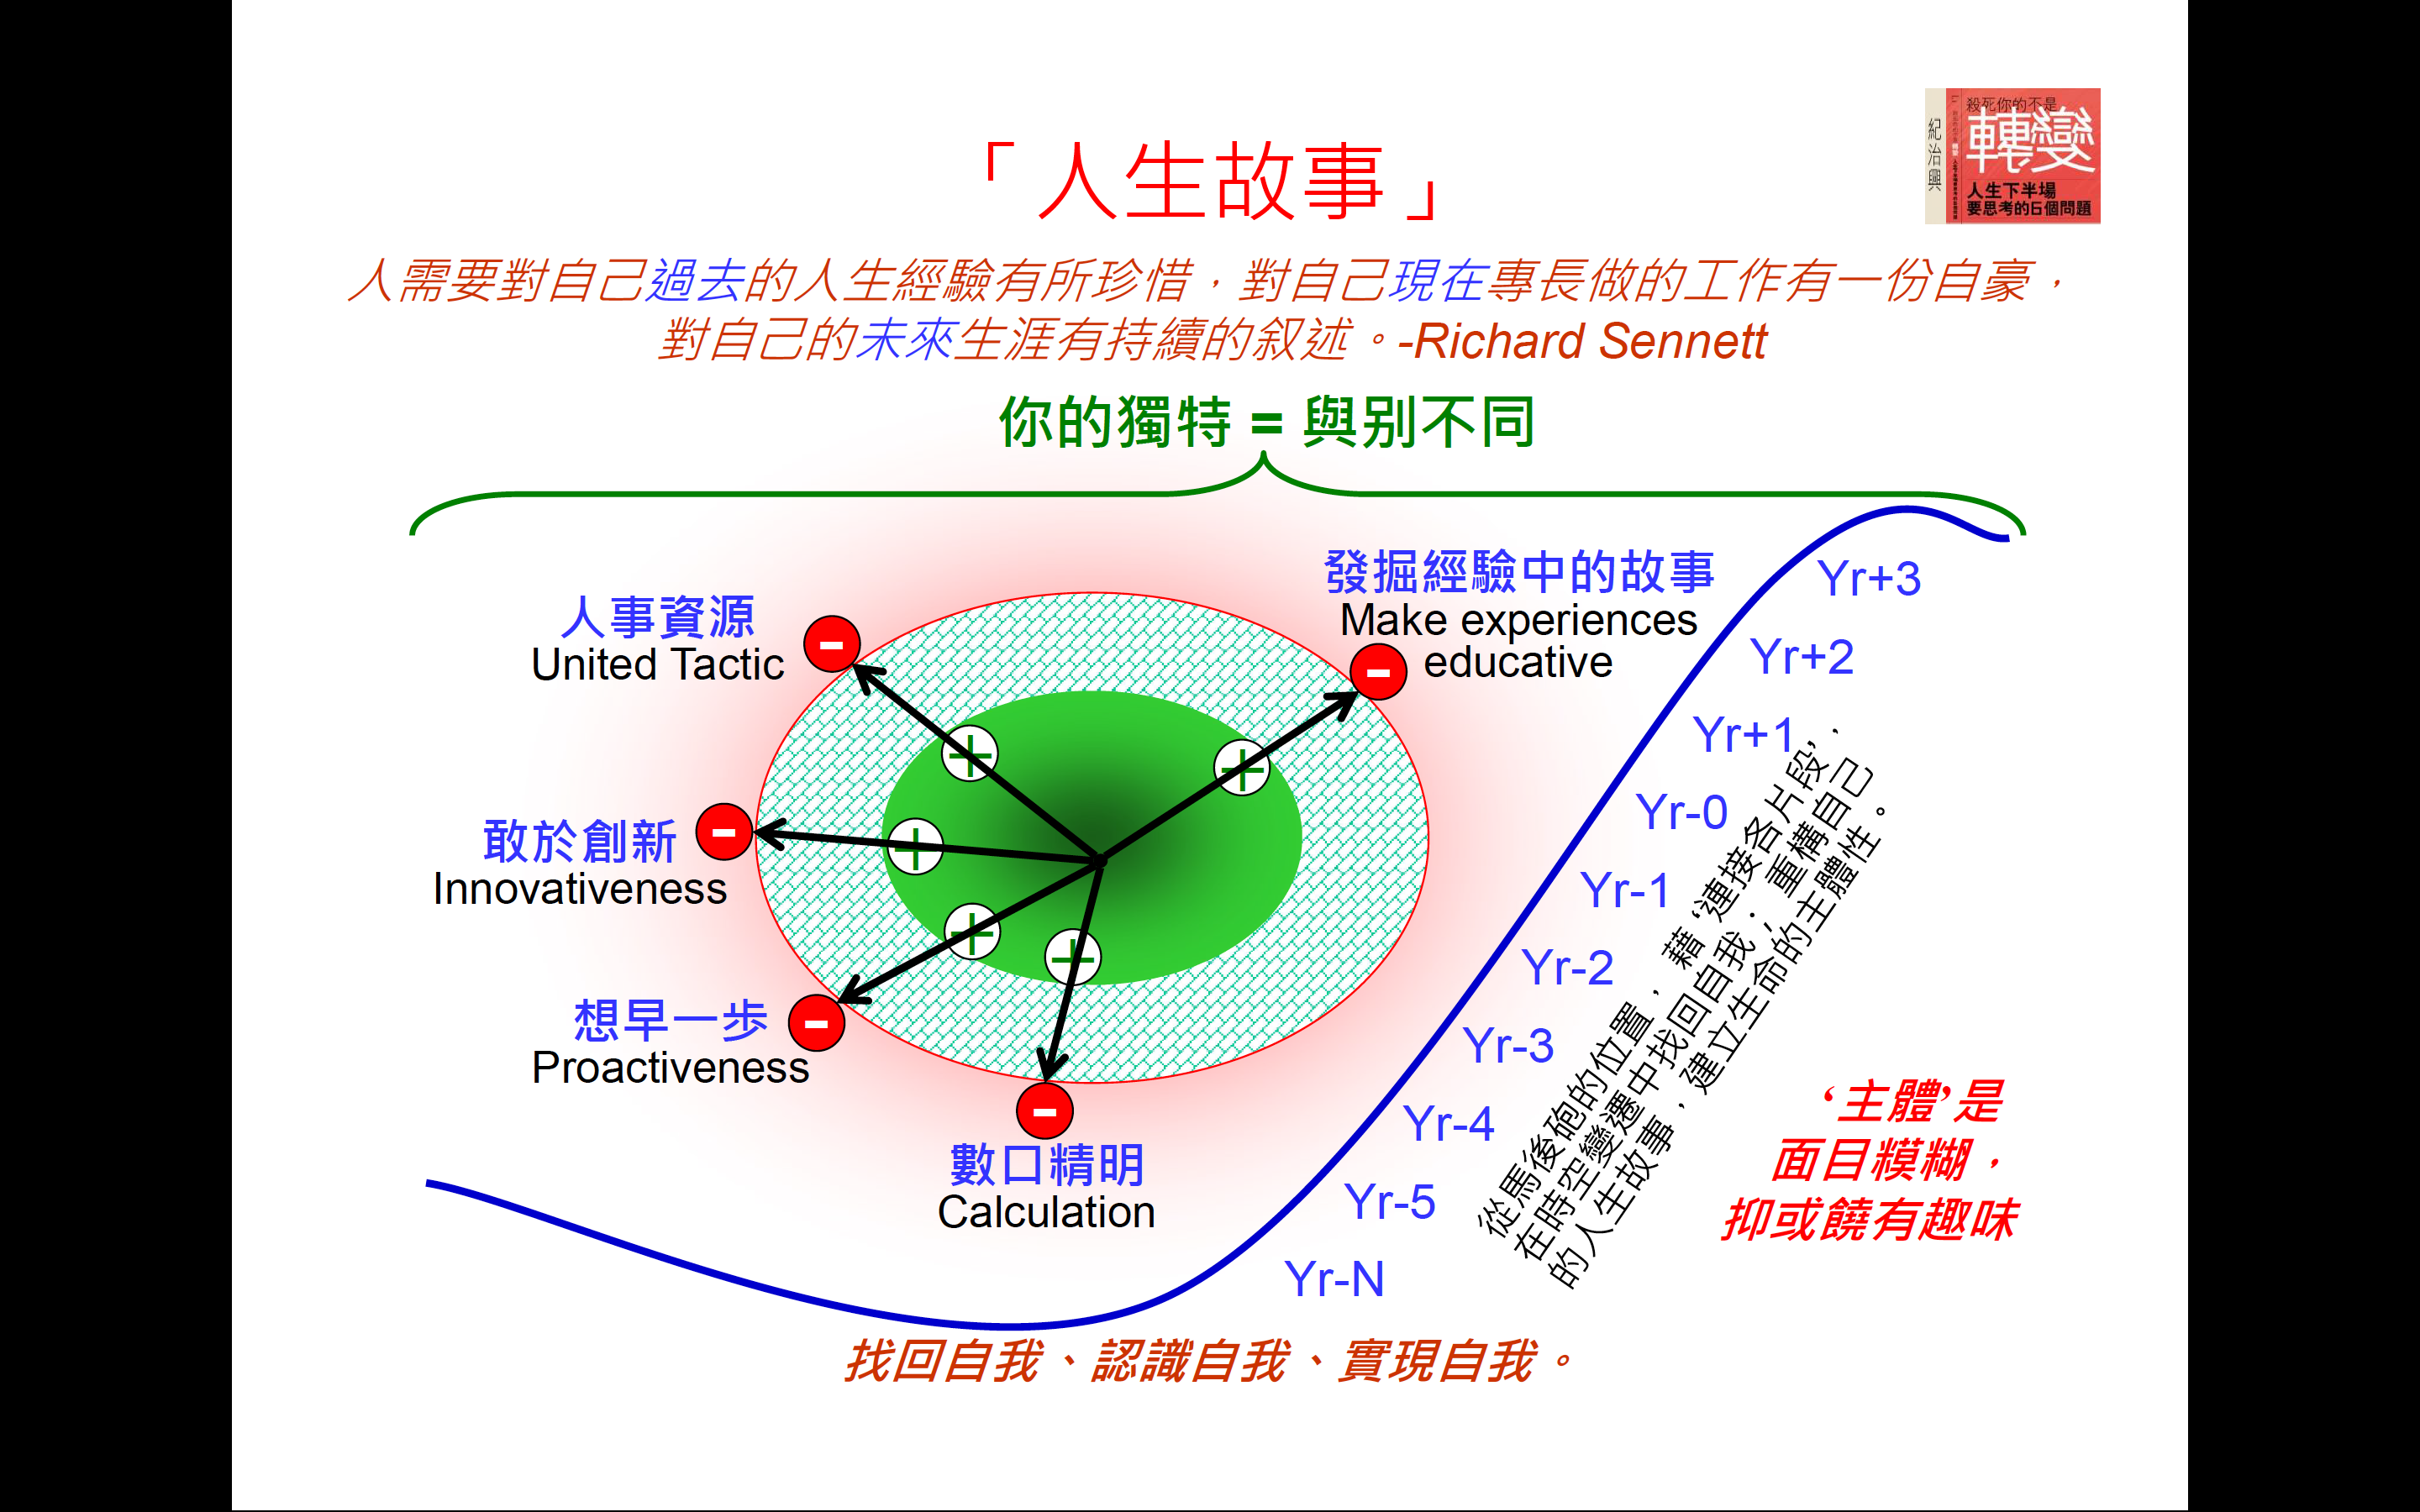 「人生故事」
殺死你的不是
轉變
人生下半場
要思考的6個問題
紀治興
人需要對自己過去的人生經驗有所珍惜，對自己現在專長做的工作有一份自豪，
對自己的未來生涯有持續的叙述。-Richard Sennett
你的獨特 = 與别不同
人事資源
United Tactic
發掘經驗中的故事
Make experiences
educative
敢於創新
Innovativeness
想早一步
Proactiveness
數口精明
Calculation
Yr+3
Yr+2
Yr+1
Yr-0
Yr-1
Yr-2
Yr-3
Yr-4
Yr-5
Yr-N
從馬後砲的位置，藉‘連接各片段’，
在時空變遷中找回自我；重構自己
的人生故事，建立生命的主體性。
‘主體’是
面目糢糊，
抑或饒有趣味
找回自我、認識自我、實現自我。